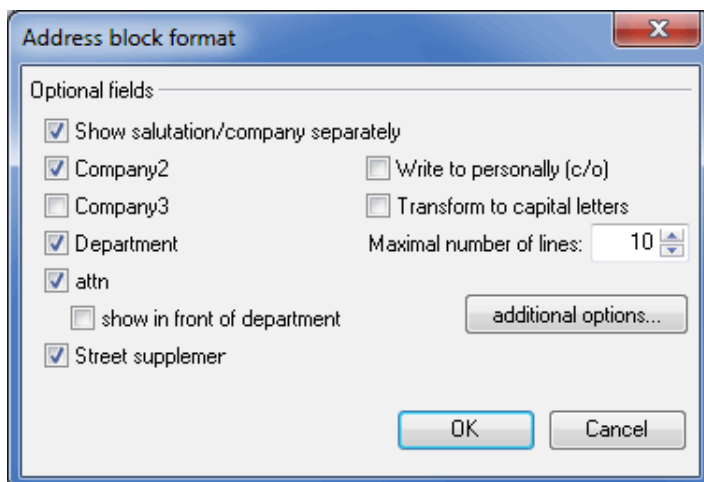 Address block format
Optional fields
Show salutation/company separately
Company2
Write to personally (c/o)
Company3
Transform to capital letters
Department
Maximal number of lines: 10
attn
show in front of department
additional options...
Street supplemer
OK
Cancel